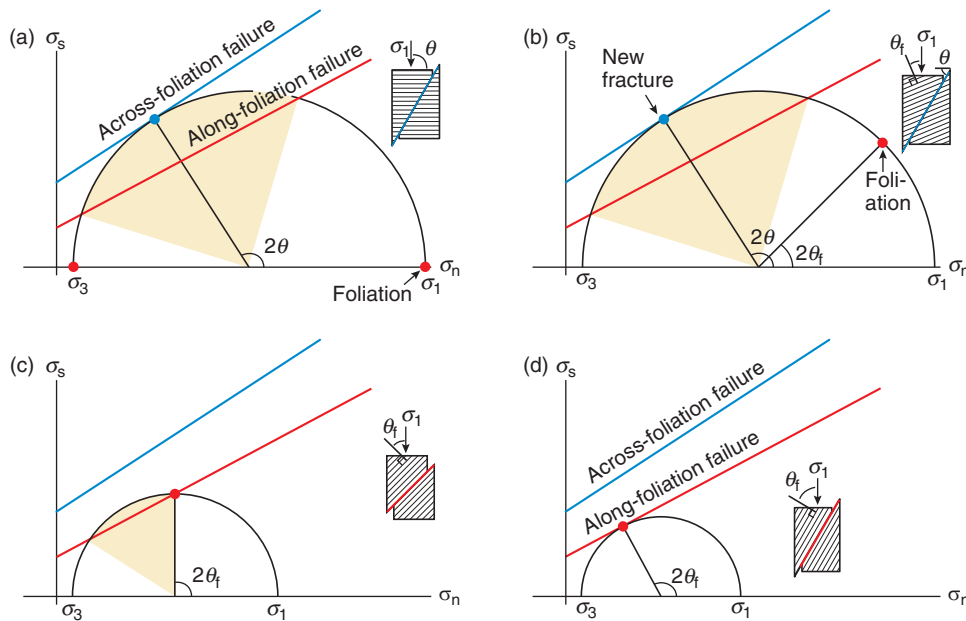 (a)
σs
Across-foliation failure
Along-foliation failure
σ1
θ
2θ
σ3
Foliation
σ1
σn
(b)
σs
New
fracture
θf
σ1
θ
Foli-
ation
2θ
2θf
σ3
σ1
σn
(c)
σs
θf
σ1
2θf
σ3
σ1
σn
(d)
σs
Across-foliation failure
Along-foliation failure
θf
σ1
2θf
σ3
σ1
σn